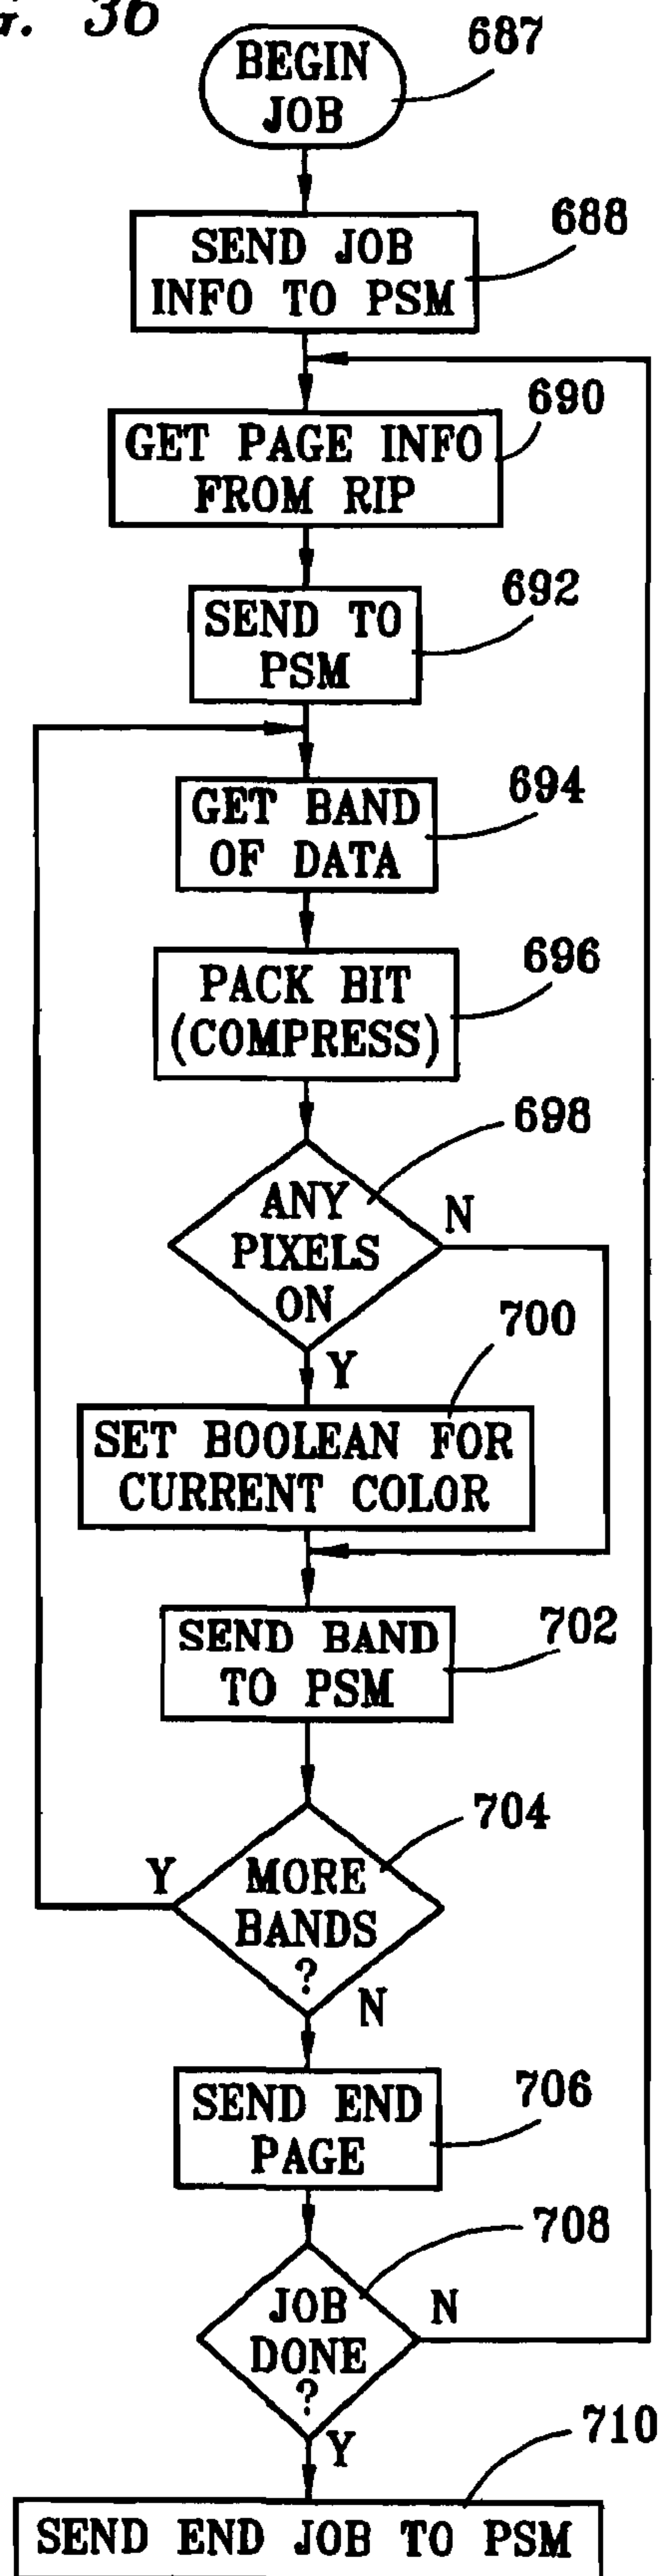 G. 36
BEGIN
JOB
687
SEND JOB
INFO TO PSM
688
GET PAGE INFO
FROM RIP
690
SEND TO
PSM
692
GET BAND
OF DATA
694
PACK BIT
(COMPRESS)
696
ANY
PIXELS
ON
698
N
Y
SET BOOLEAN FOR
CURRENT COLOR
700
SEND BAND
TO PSM
702
MORE
BANDS
?
704
Y
N
SEND END
PAGE
706
JOB
DONE
?
708
N
Y
SEND END JOB TO PSM
710